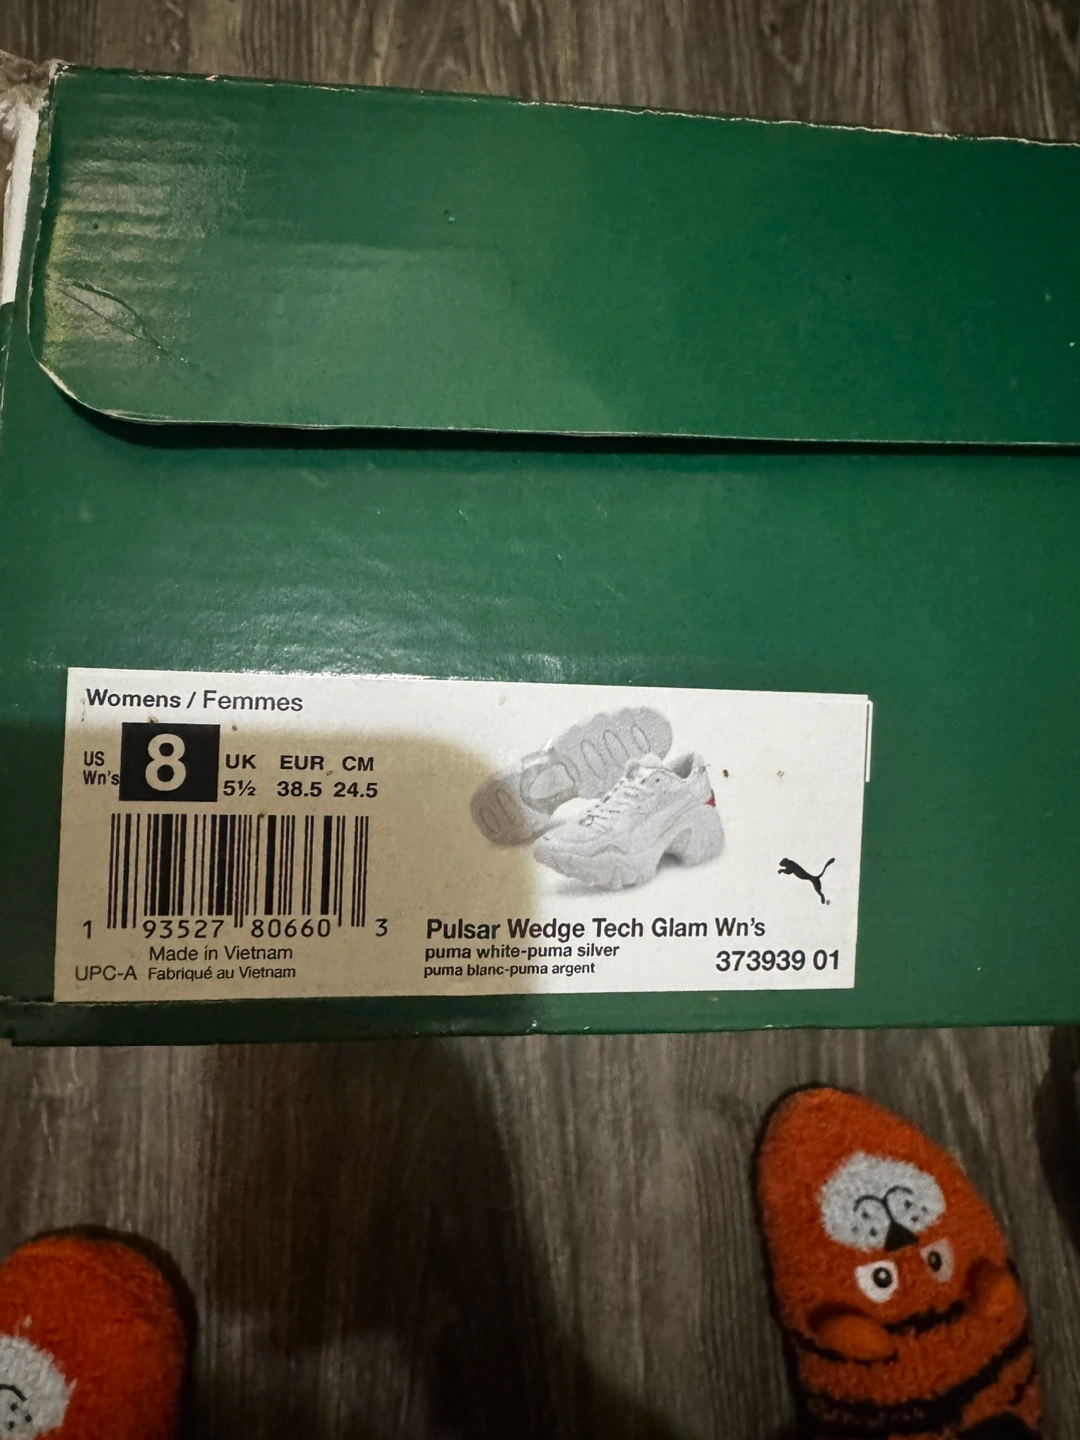 Womens / Femmes
US Wn's 8
UK EUR CM
5½ 38.5 24.5
1 93527 80660 3
Made in Vietnam
UPC-A Fabriqué au Vietnam
Pulsar Wedge Tech Glam Wn's
puma white-puma silver
puma blanc-puma argent
373939 01